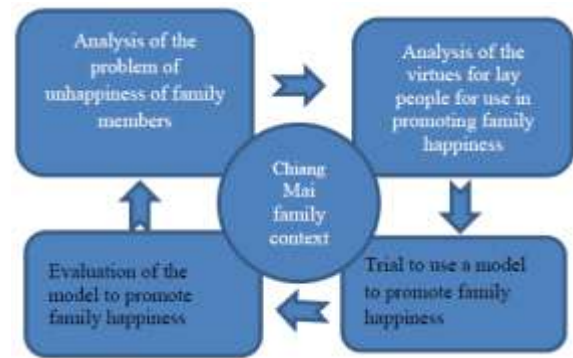 Analysis of the
problem of
unhappiness of family
members
Analysis of the
virtues for lay
people for use in
promoting family
happiness
Chiang
Mai
family
context
Evaluation of the
model to promote
family happiness
Trial to use a model
to promote family
happiness